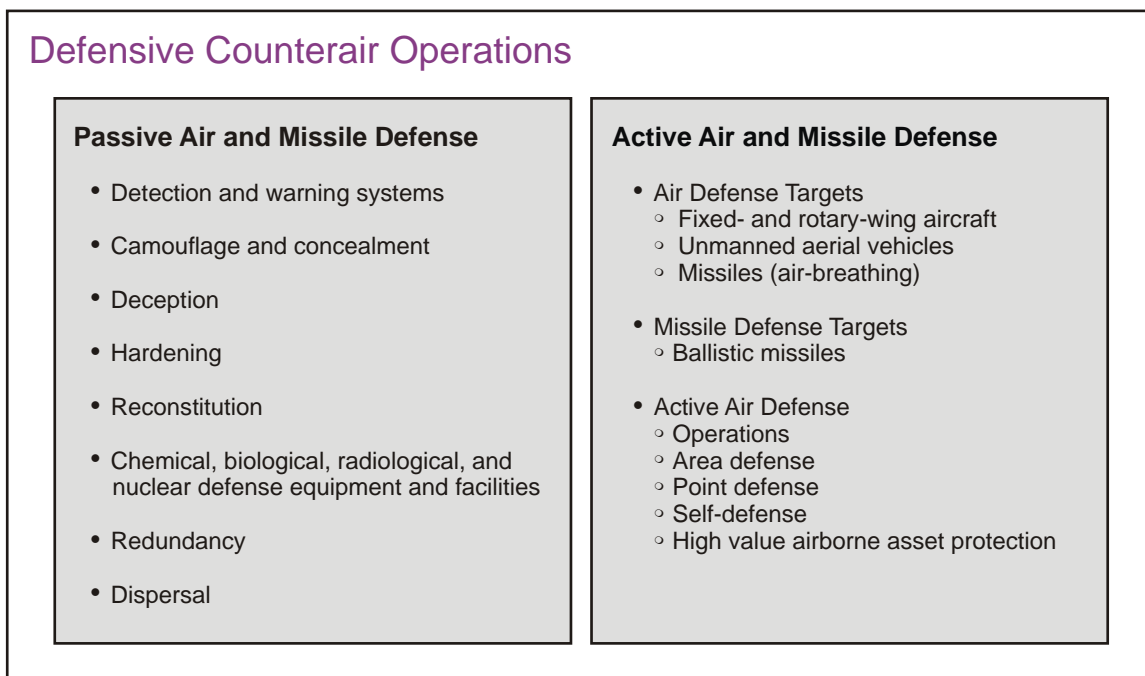 Defensive Counterair Operations
Passive Air and Missile Defense
• Detection and warning systems
• Camouflage and concealment
• Deception
• Hardening
• Reconstitution
• Chemical, biological, radiological, and
nuclear defense equipment and facilities
• Redundancy
• Dispersal
Active Air and Missile Defense
• Air Defense Targets
◦ Fixed- and rotary-wing aircraft
◦ Unmanned aerial vehicles
◦ Missiles (air-breathing)
• Missile Defense Targets
◦ Ballistic missiles
• Active Air Defense
◦ Operations
◦ Area defense
◦ Point defense
◦ Self-defense
◦ High value airborne asset protection